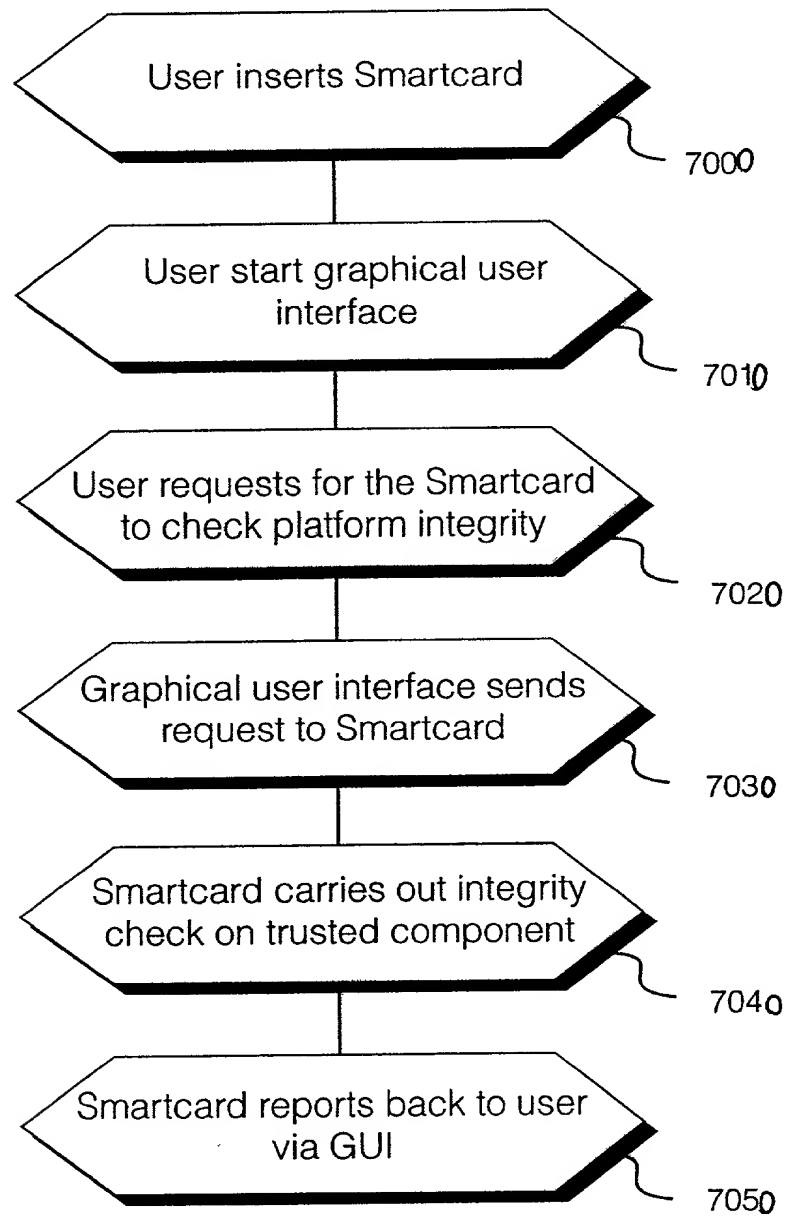 User inserts Smartcard
7000
User start graphical user
interface
7010
User requests for the Smartcard
to check platform integrity
7020
Graphical user interface sends
request to Smartcard
7030
Smartcard carries out integrity
check on trusted component
7040
Smartcard reports back to user
via GUI
7050